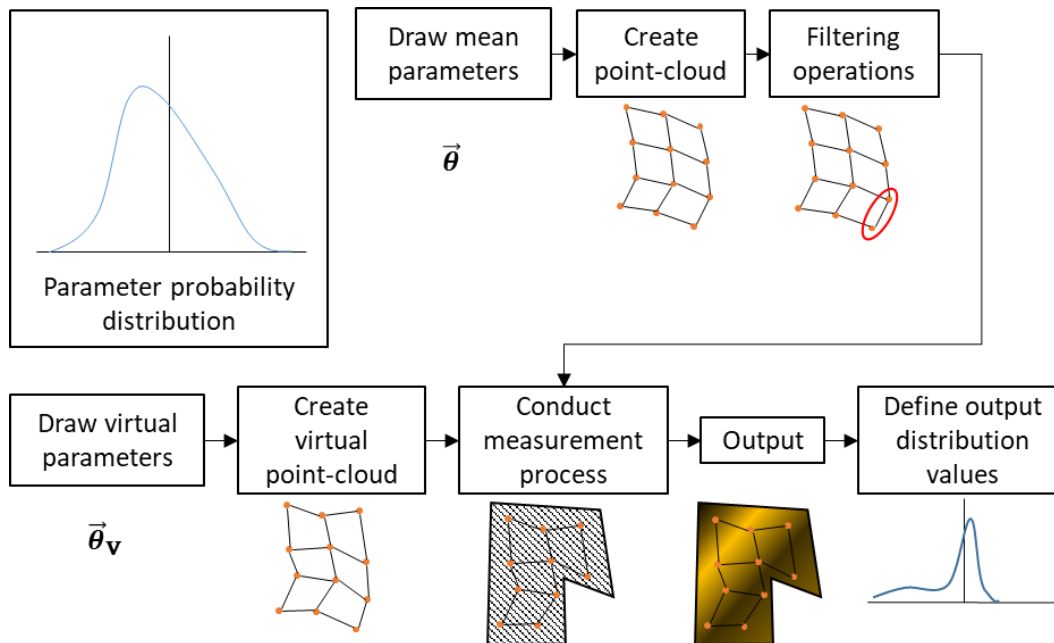 Draw mean
parameters
Create
point-cloud
Filtering
operations
θ⃗
Parameter probability
distribution
Draw virtual
parameters
Create
virtual
point-cloud
Conduct
measurement
process
Output
Define output
distribution
values
θ⃗v